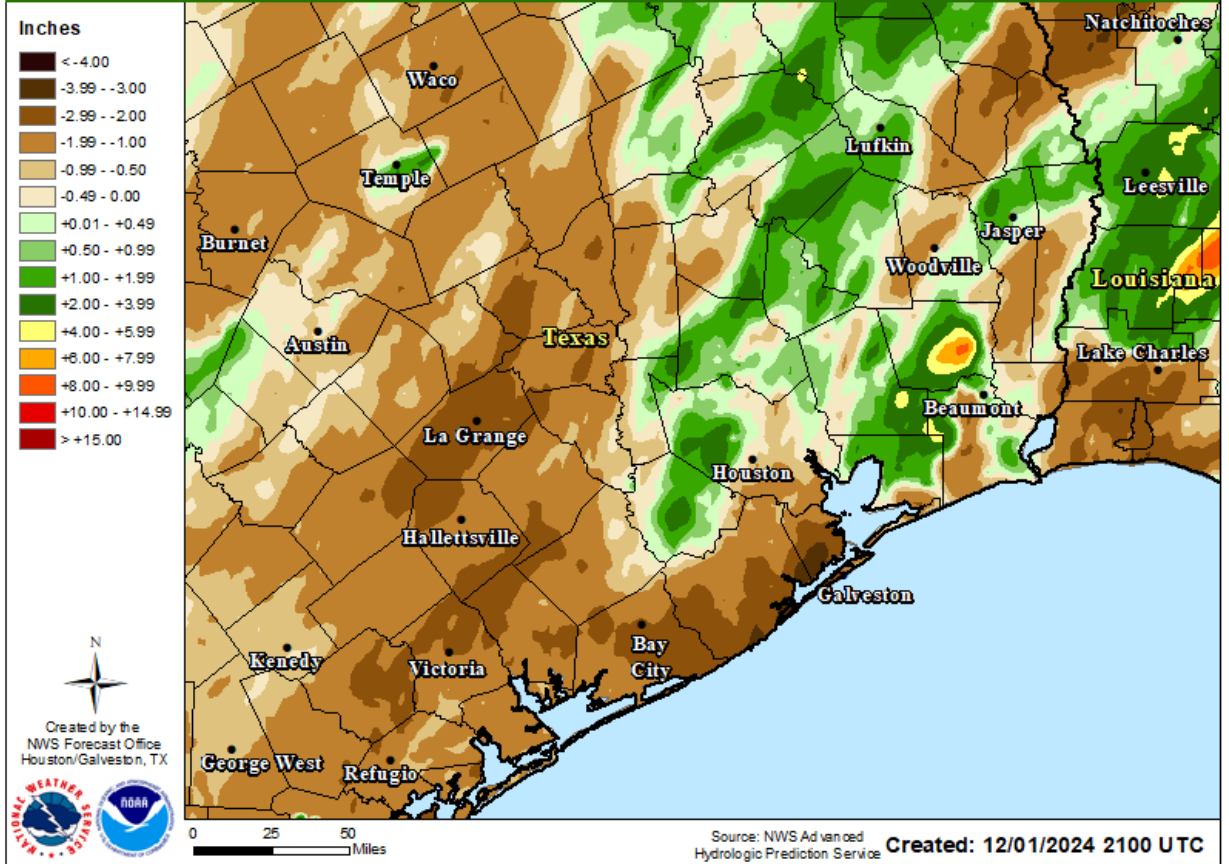 Inches
< -4.00
-3.99 - -3.00
-2.99 - -2.00
-1.99 - -1.00
-0.99 - -0.50
-0.49 - 0.00
+0.01 - +0.49
+0.50 - +0.99
+1.00 - +1.99
+2.00 - +3.99
+4.00 - +5.99
+6.00 - +7.99
+8.00 - +9.99
+10.00 - +14.99
> +15.00
Natchitoches
Waco
Lufkin
Temple
Leesville
Burnet
Jasper
Woodville
Louisiana
Austin
Texas
Lake Charles
Beaumont
La Grange
Houston
Hallettsville
Galveston
Kenedy
Victoria
Bay
City
George West
Refugio
N
Created by the
NWS Forecast Office
Houston/Galveston, TX
NATIONAL WEATHER SERVICE
NOAA
0 25 50
Miles
Source: NWS Advanced
Hydrologic Prediction Service
Created: 12/01/2024 2100 UTC